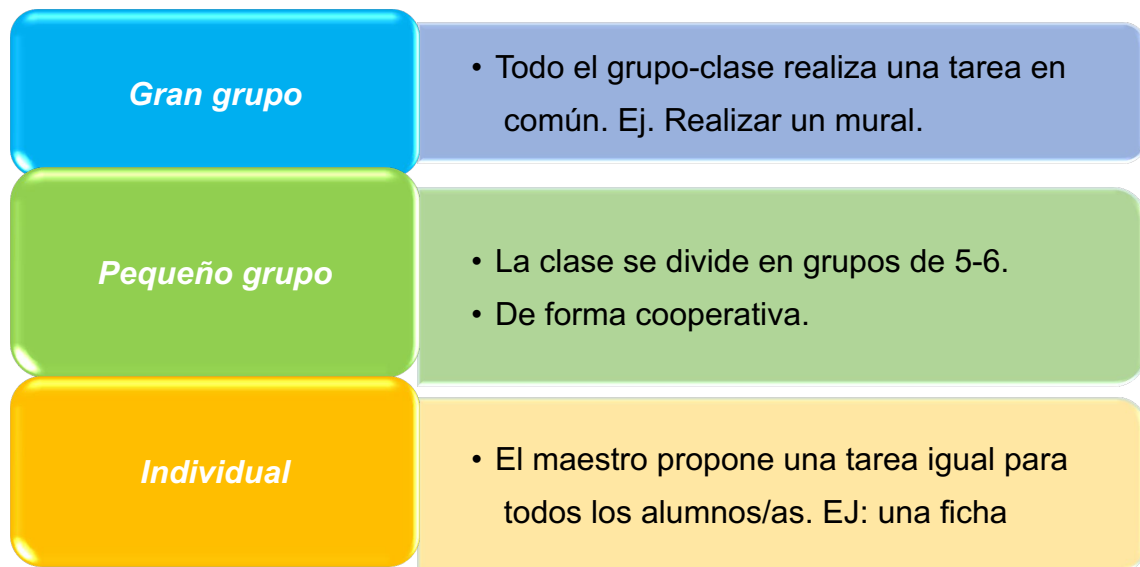 Gran grupo
• Todo el grupo-clase realiza una tarea en
común. Ej. Realizar un mural.
Pequeño grupo
• La clase se divide en grupos de 5-6.
• De forma cooperativa.
Individual
• El maestro propone una tarea igual para
todos los alumnos/as. EJ: una ficha